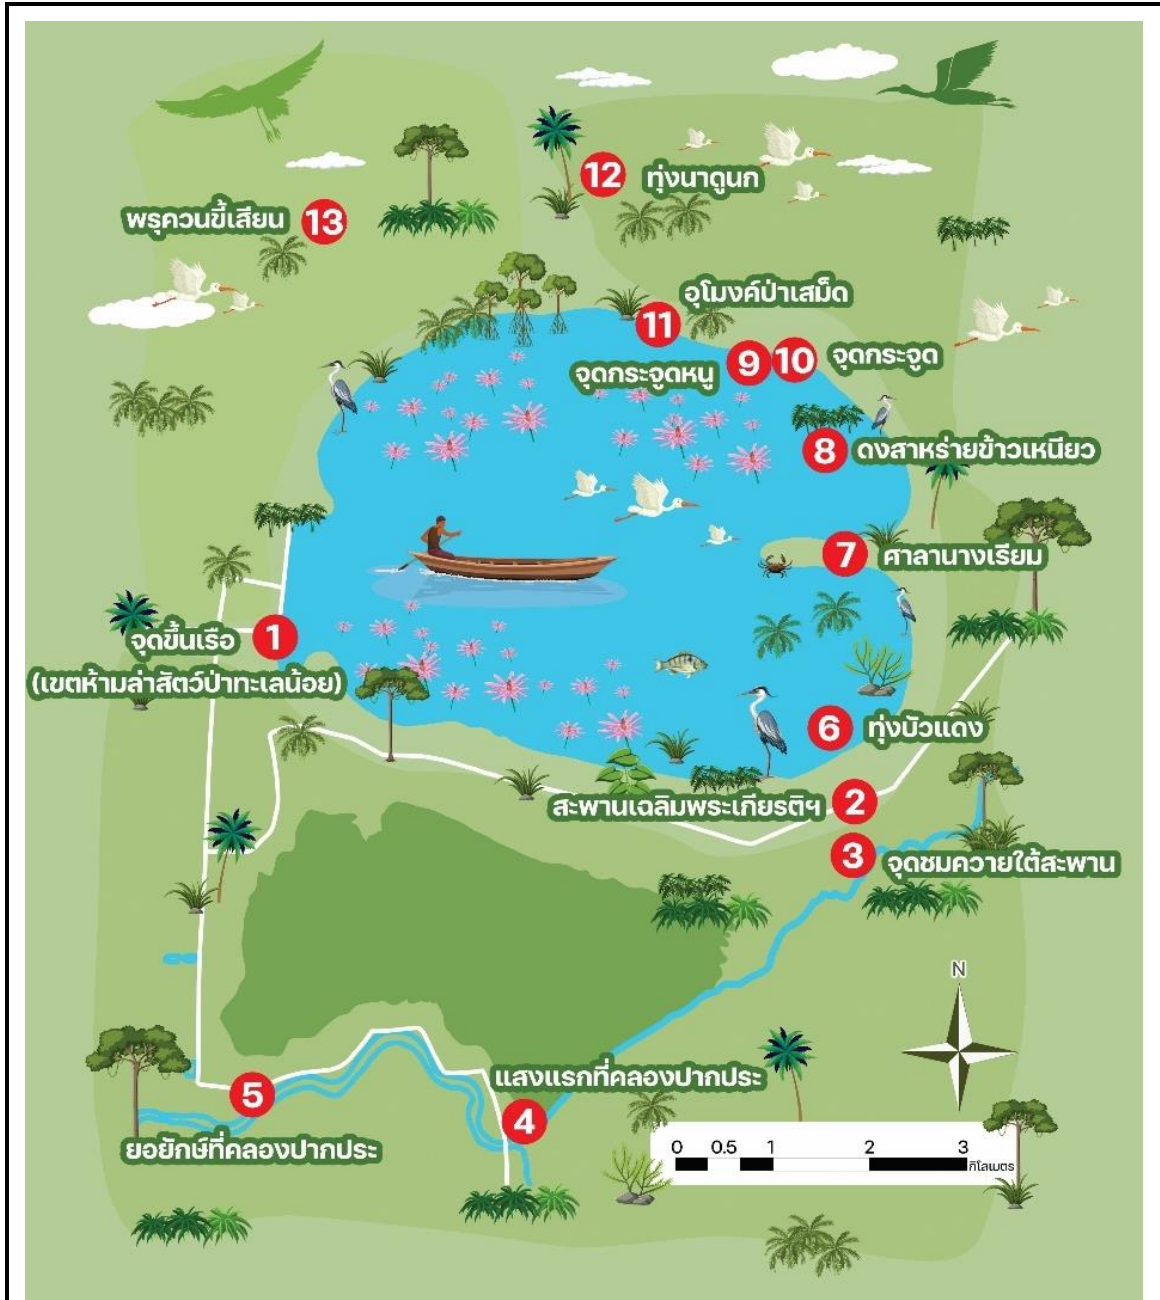 12 ทุ่งนาดูนก
พรุควนขี้เสียน 13
อุโมงค์ป่าเสม็ด
11
จุดกระจูดหนู 9 10 จุดกระจูด
8 ดงสาหร่ายข้าวเหนียว
7 ศาลานางเรียม
จุดขึ้นเรือ 1
(เขตห้ามล่าสัตว์ป่าทะเลน้อย)
6 ทุ่งบัวแดง
สะพานเฉลิมพระเกียรติฯ 2
3 จุดชมควายใต้สะพาน
N
แสงแรกที่คลองปากประ
5
4
ยอยักษ์ที่คลองปากประ
0 0.5 1 2 3
กิโลเมตร